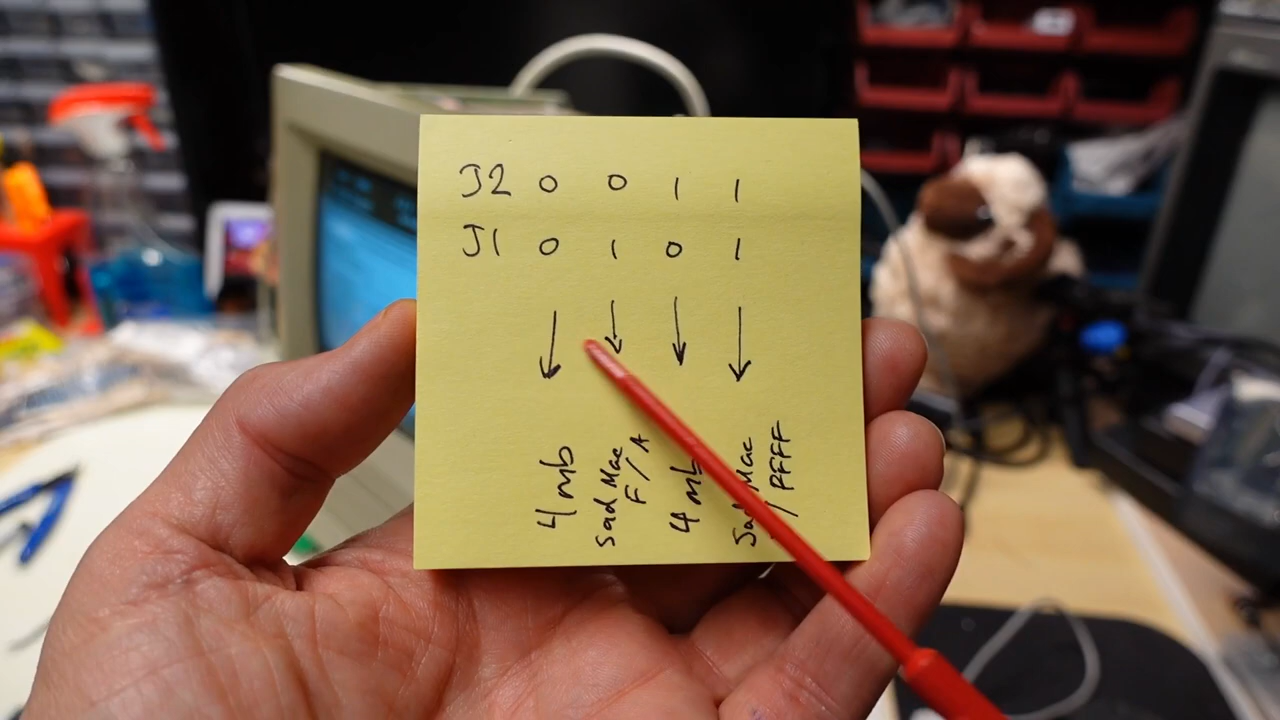 J2 0 0 1 1
J1 0 1 0 1
4 mb
Sad Mac
F/A
4 mb
Sad Mac
/FFFF